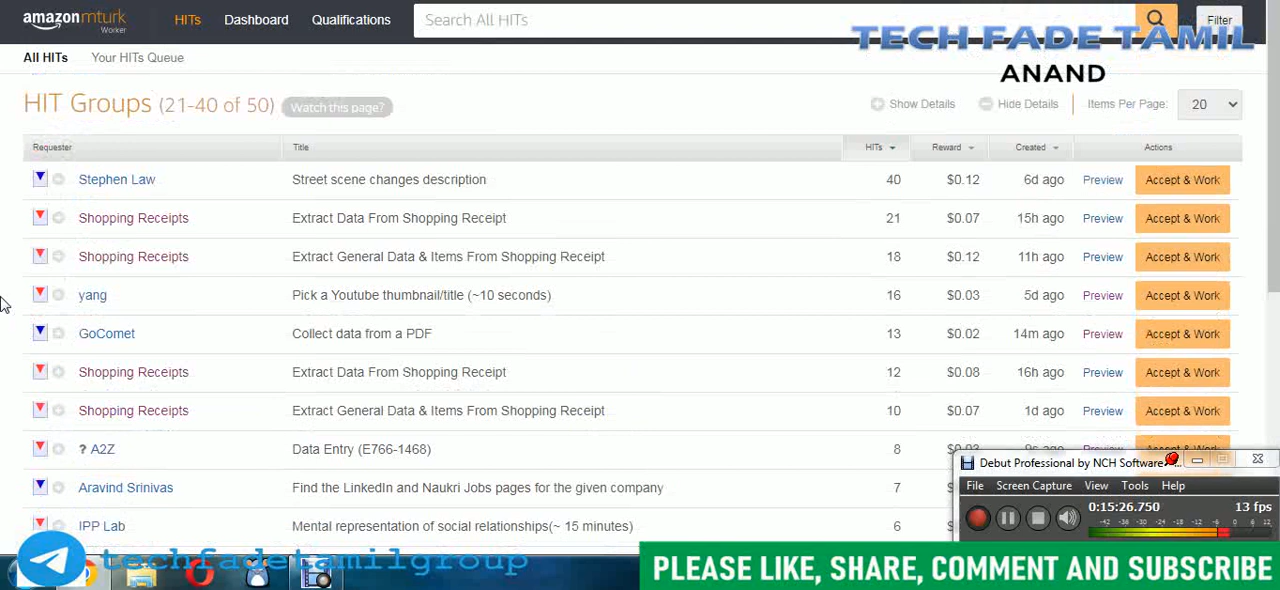 amazon mturk
Worker
HITs Dashboard Qualifications Search All HITs Filter
TECH FADE TAMIL
ANAND
All HITs Your HITs Queue
HIT Groups (21-40 of 50) Watch this page? Show Details Hide Details Items Per Page: 20
Requester Title HITs Reward Created Actions
Stephen Law Street scene changes description 40 $0.12 6d ago Preview Accept & Work
Shopping Receipts Extract Data From Shopping Receipt 21 $0.07 15h ago Preview Accept & Work
Shopping Receipts Extract General Data & Items From Shopping Receipt 18 $0.12 11h ago Preview Accept & Work
yang Pick a Youtube thumbnail/title (~10 seconds) 16 $0.03 5d ago Preview Accept & Work
GoComet Collect data from a PDF 13 $0.02 14m ago Preview Accept & Work
Shopping Receipts Extract Data From Shopping Receipt 12 $0.08 16h ago Preview Accept & Work
Shopping Receipts Extract General Data & Items From Shopping Receipt 10 $0.07 1d ago Preview Accept & Work
? A2Z Data Entry (E766-1468) 8
Aravind Srinivas Find the LinkedIn and Naukri Jobs pages for the given company 7
IPP Lab Mental representation of social relationships(~ 15 minutes) 6
Debut Professional by NCH Software
File Screen Capture View Tools Help
0:15:26.750 13 fps
-42 -36 -30 -24 -18 -12 -6 0 6 12
techfadetamilgroup
PLEASE LIKE, SHARE, COMMENT AND SUBSCRIBE